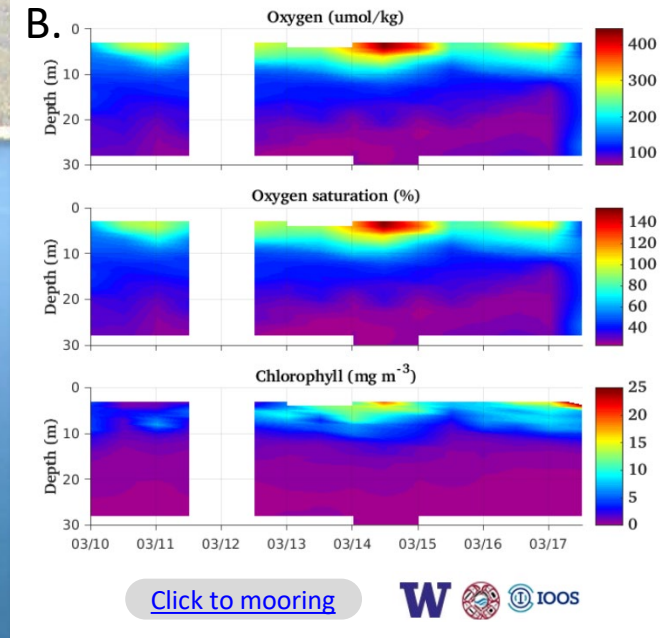 B.
Oxygen (umol/kg)
0
10
20
30
Depth (m)
400
300
200
100
Oxygen saturation (%)
0
10
20
30
Depth (m)
140
120
100
80
60
40
Chlorophyll (mg m⁻³)
0
10
20
30
Depth (m)
25
20
15
10
5
0
03/10 03/11 03/12 03/13 03/14 03/15 03/16 03/17
Click to mooring
W
IOOS